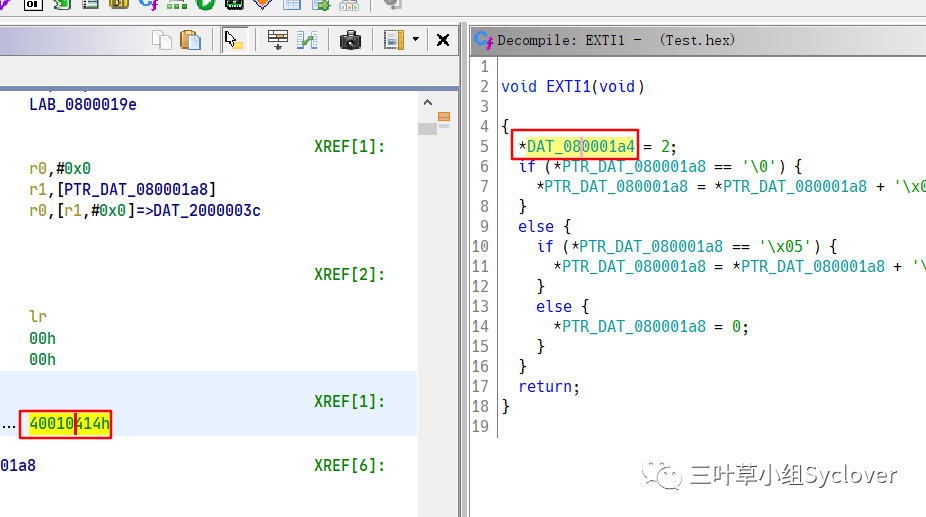 LAB_0800019e
XREF[1]:
r0,#0x0
r1,[PTR_DAT_080001a8]
r0,[r1,#0x0]=>DAT_2000003c
XREF[2]:
lr
00h
00h
XREF[1]:
... 40010414h
01a8 XREF[6]:
Decompile: EXTI1 - (Test.hex)
1
2 void EXTI1(void)
3
4 {
5 *DAT_080001a4 = 2;
6 if (*PTR_DAT_080001a8 == '\0') {
7 *PTR_DAT_080001a8 = *PTR_DAT_080001a8 + '\x0
8 }
9 else {
10 if (*PTR_DAT_080001a8 == '\x05') {
11 *PTR_DAT_080001a8 = *PTR_DAT_080001a8 + '\
12 }
13 else {
14 *PTR_DAT_080001a8 = 0;
15 }
16 }
17 return;
18 }
19
三叶草小组Syclover